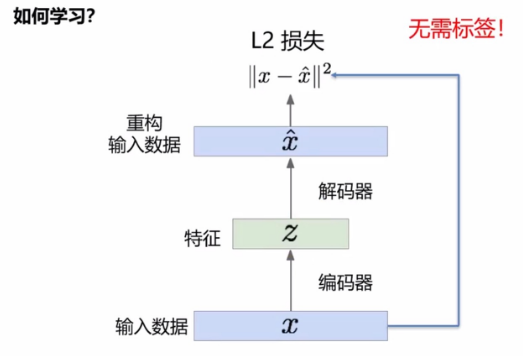 如何学习?
无需标签！
L2 损失
‖x − x̂‖²
重构
输入数据
x̂
解码器
特征
z
编码器
输入数据
x